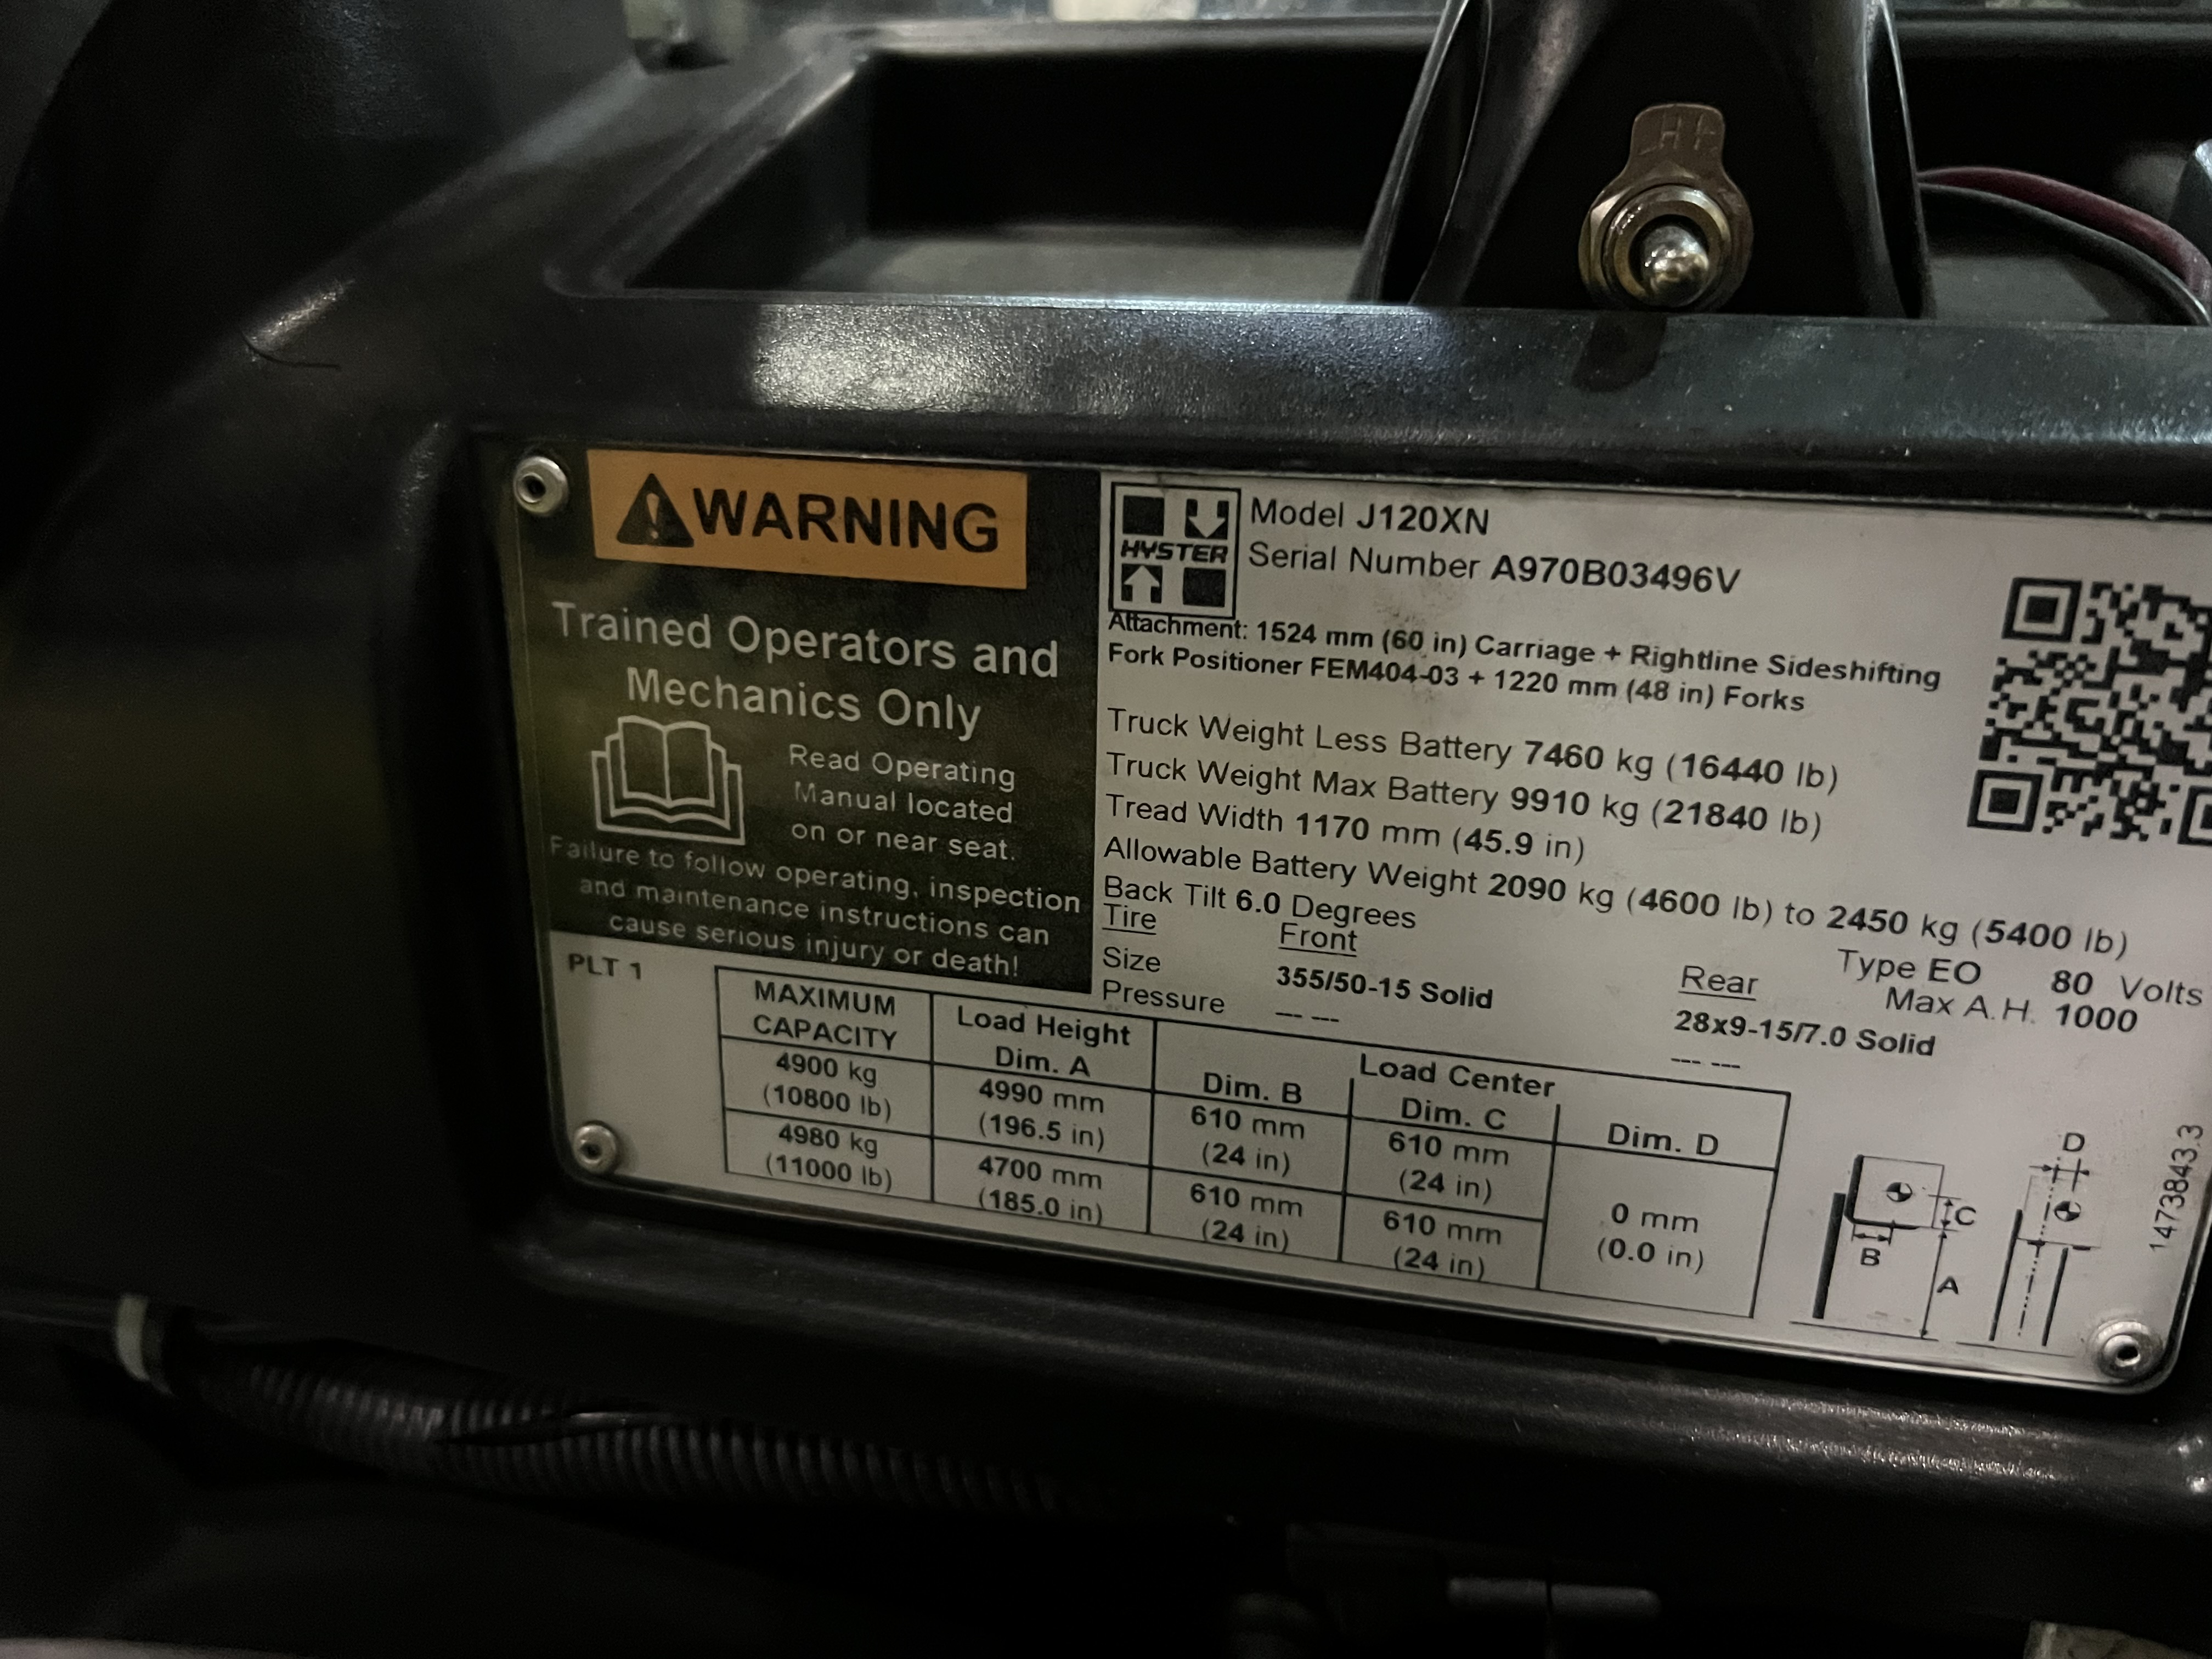 HI
WARNING
Trained Operators and
Mechanics Only
Read Operating
Manual located
on or near seat.
Failure to follow operating, inspection
and maintenance instructions can
cause serious injury or death!
HYSTER
Model J120XN
Serial Number A970B03496V
Attachment: 1524 mm (60 in) Carriage + Rightline Sideshifting
Fork Positioner FEM404-03 + 1220 mm (48 in) Forks
Truck Weight Less Battery 7460 kg (16440 lb)
Truck Weight Max Battery 9910 kg (21840 lb)
Tread Width 1170 mm (45.9 in)
Allowable Battery Weight 2090 kg (4600 lb) to 2450 kg (5400 lb)
Back Tilt 6.0 Degrees
Type EO 80 Volts
Max A.H. 1000
Tire Front Rear
Size 355/50-15 Solid 28x9-15/7.0 Solid
Pressure --- --- --- ---
PLT 1
MAXIMUM CAPACITY
Load Height Dim. A
Load Center
Dim. B Dim. C Dim. D
4900 kg (10800 lb) 4990 mm (196.5 in) 610 mm (24 in) 610 mm (24 in)
4980 kg (11000 lb) 4700 mm (185.0 in) 610 mm (24 in) 610 mm (24 in)
0 mm (0.0 in)
B
C
A
D
1473843.3